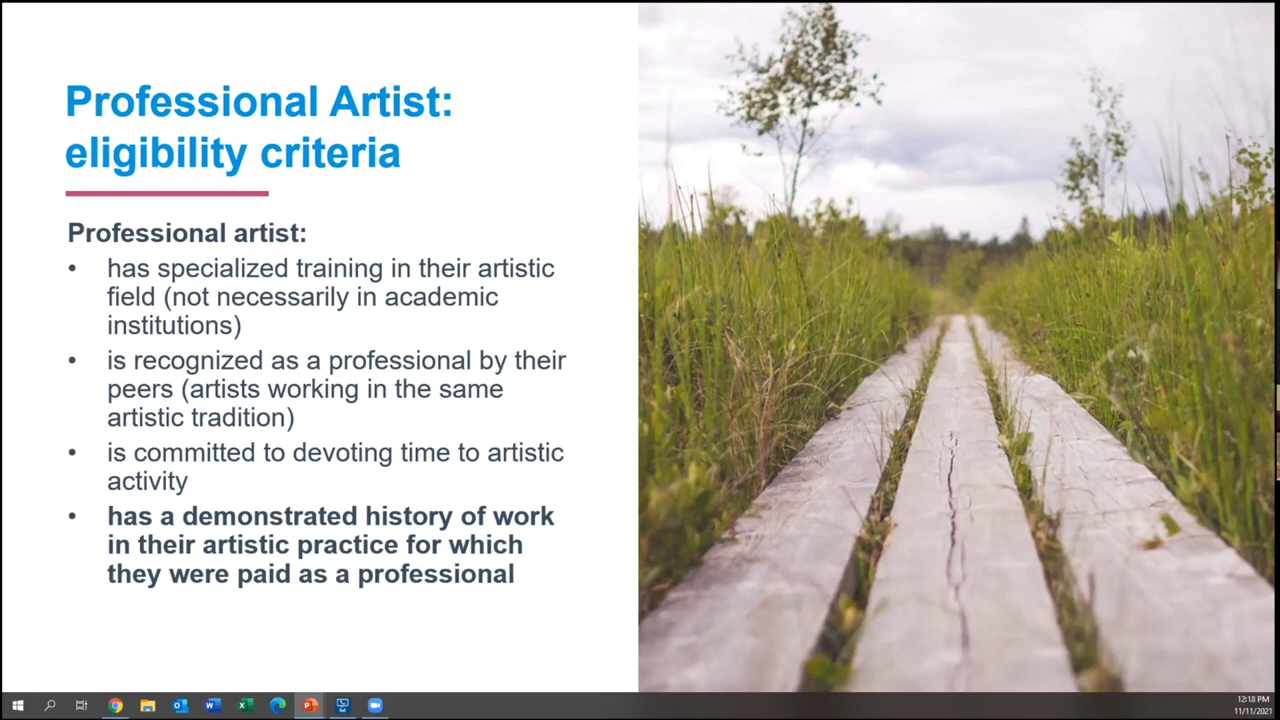 Professional Artist:
eligibility criteria
Professional artist:
• has specialized training in their artistic
field (not necessarily in academic
institutions)
• is recognized as a professional by their
peers (artists working in the same
artistic tradition)
• is committed to devoting time to artistic
activity
• has a demonstrated history of work
in their artistic practice for which
they were paid as a professional
12:18 PM
11/11/2021